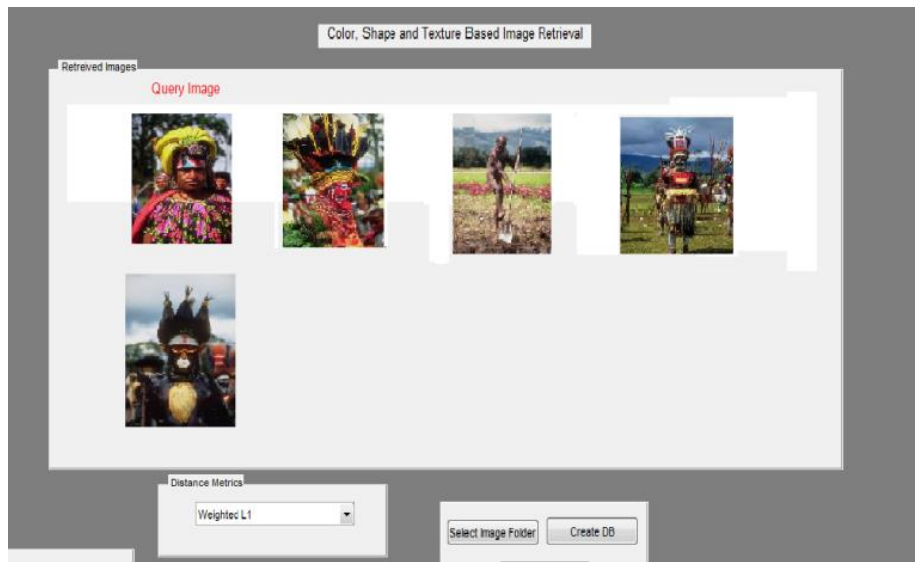 Color, Shape and Texture Based Image Retrieval
Retreived Images
Query Image
Distance Metrics
Weighted L1
Select Image Folder
Create DB